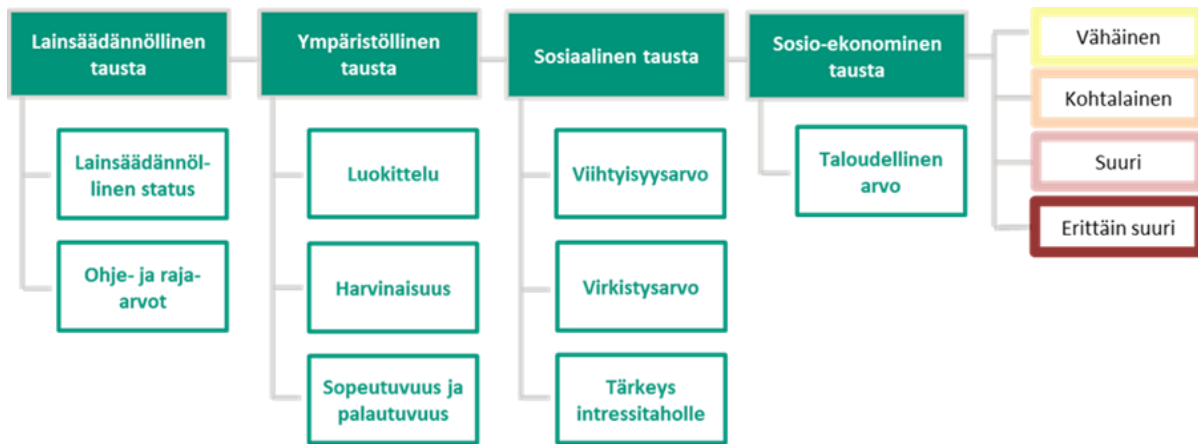 Lainsäädännöllinen
tausta
Ympäristöllinen
tausta
Sosiaalinen tausta
Sosio-ekonominen
tausta
Lainsäädännöl-
linen status
Ohje- ja raja-
arvot
Luokittelu
Harvinaisuus
Sopeutuvuus ja
palautuvuus
Viihtyisyysarvo
Virkistysarvo
Tärkeys
intressitaholle
Taloudellinen
arvo
Vähäinen
Kohtalainen
Suuri
Erittäin suuri